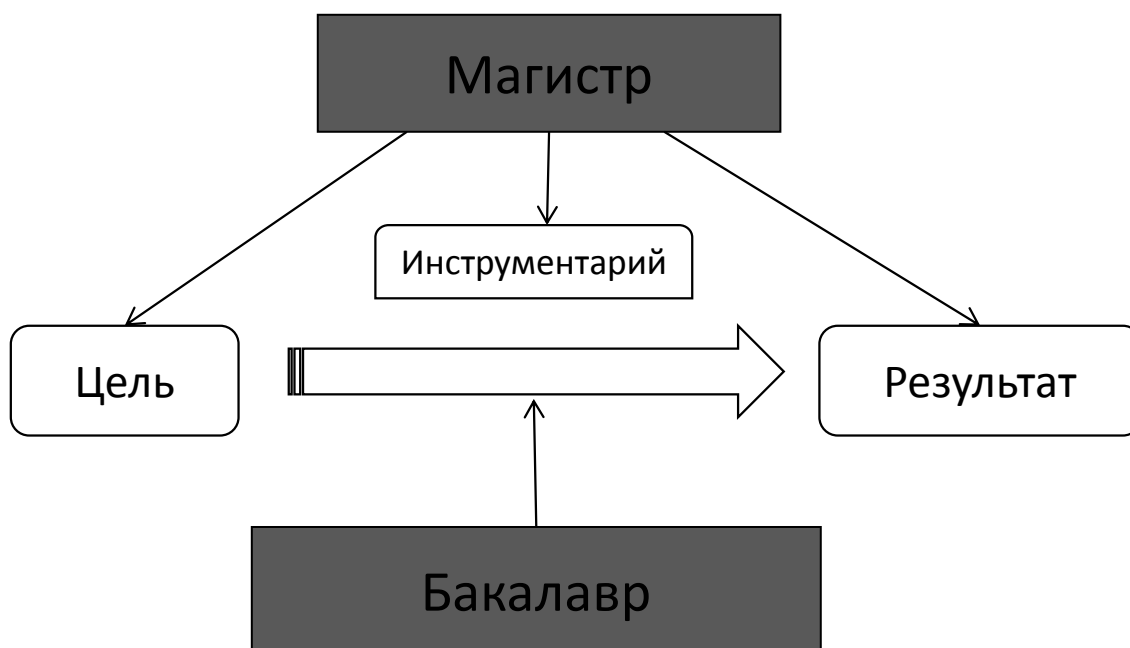 Магистр
Инструментарий
Цель
Результат
Бакалавр